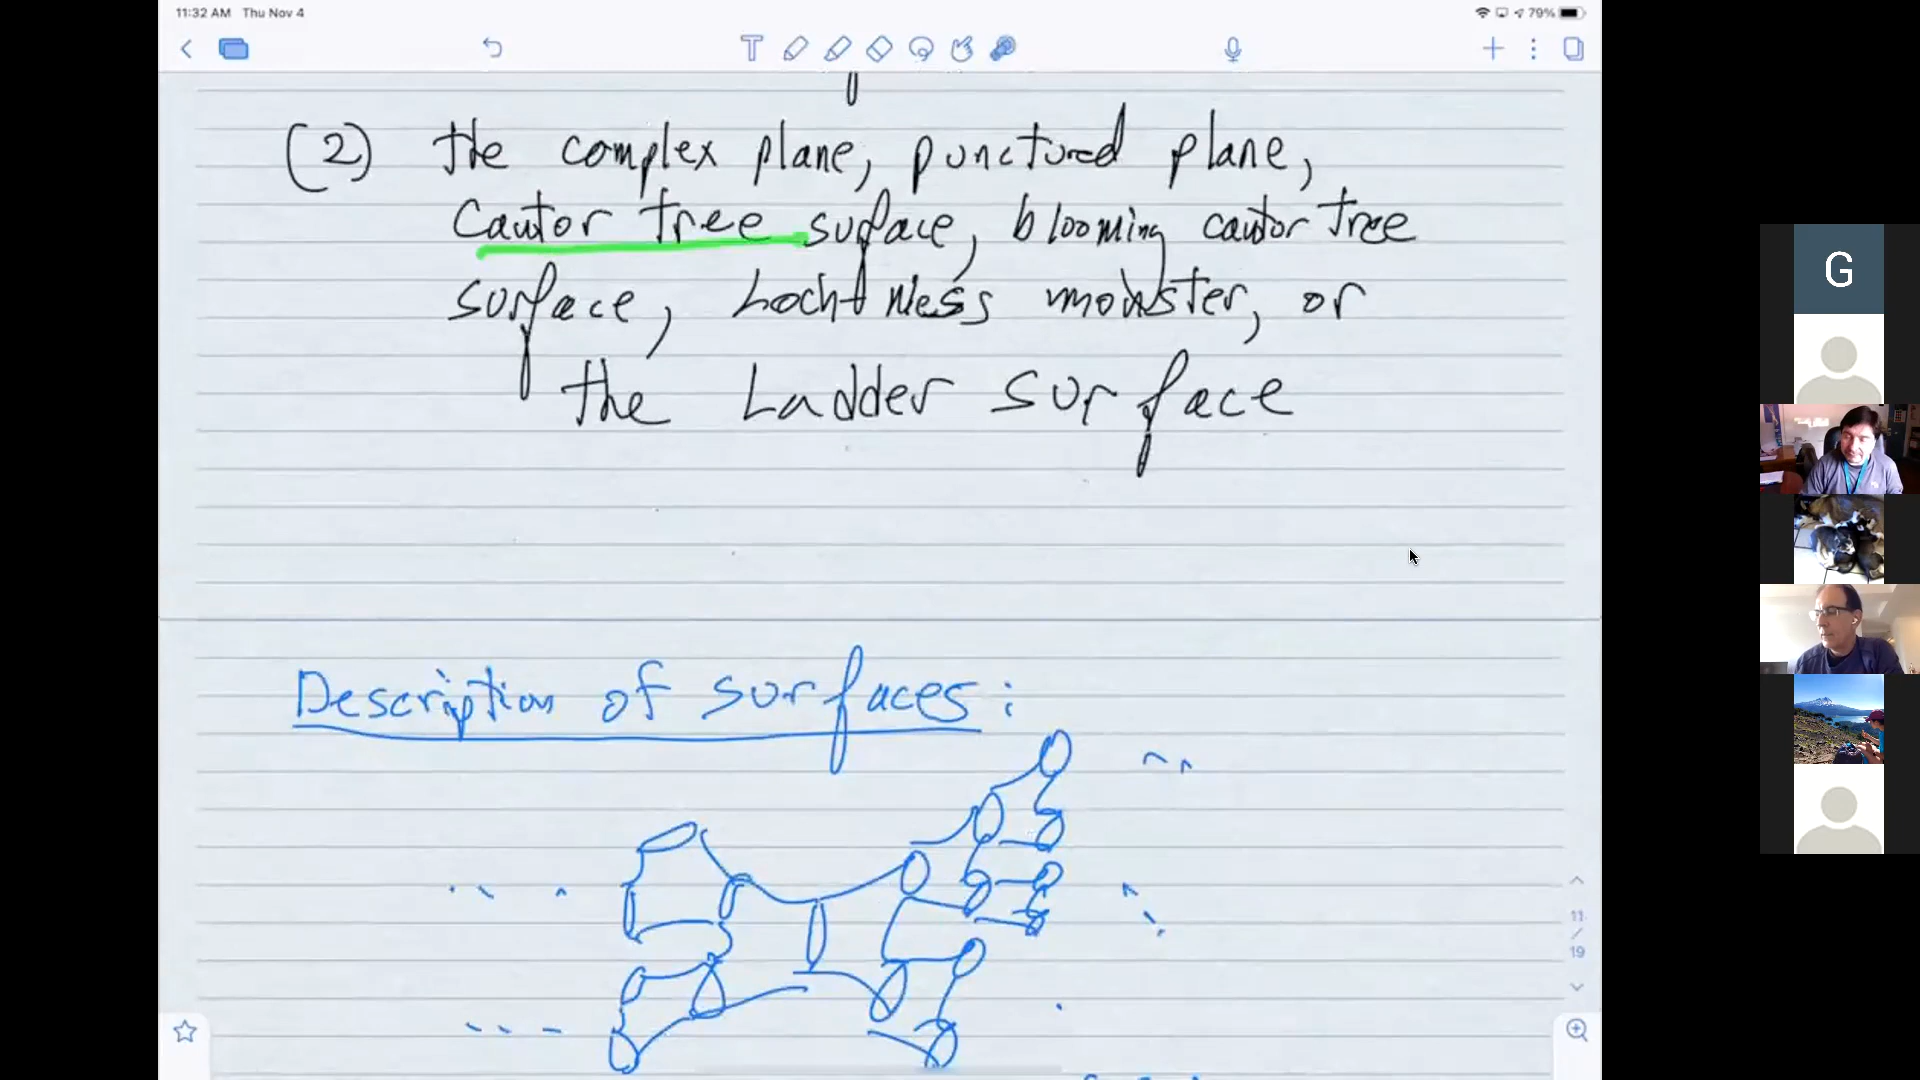 11:32 AM Thu Nov 4
79%
T
(2) the complex plane, punctured plane,
Cantor tree surface, blooming cantor tree
surface, Loch Ness monster, or
the Ladder surface
Description of surfaces:
11
/
19
G